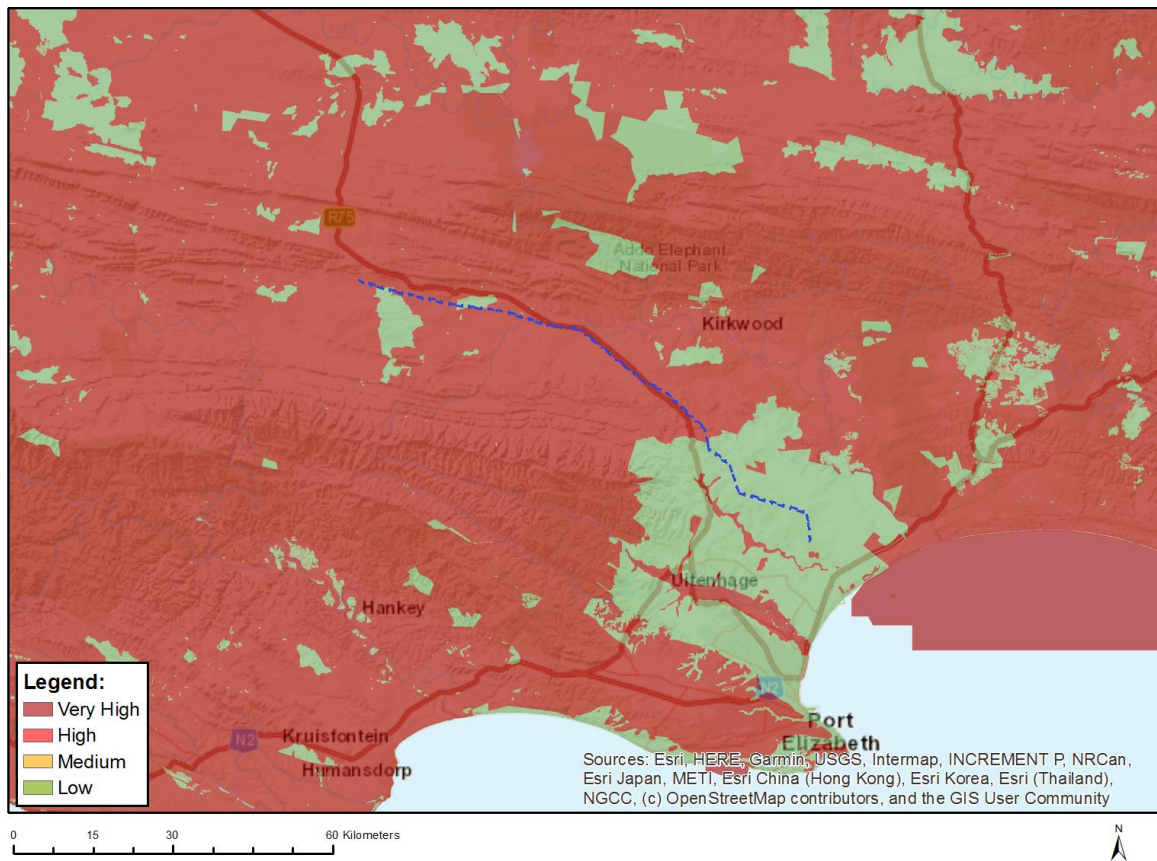 R75
Addo Elephant
National Park
Kirkwood
Uitenhage
Hankey
Legend:
Very High
High
Medium
Low
N2
Kruisfontein
Humansdorp
N2
Port
Elizabeth
Sources: Esri, HERE, Garmin, USGS, Intermap, INCREMENT P, NRCan,
Esri Japan, METI, Esri China (Hong Kong), Esri Korea, Esri (Thailand),
NGCC, (c) OpenStreetMap contributors, and the GIS User Community
0 15 30 60 Kilometers
N